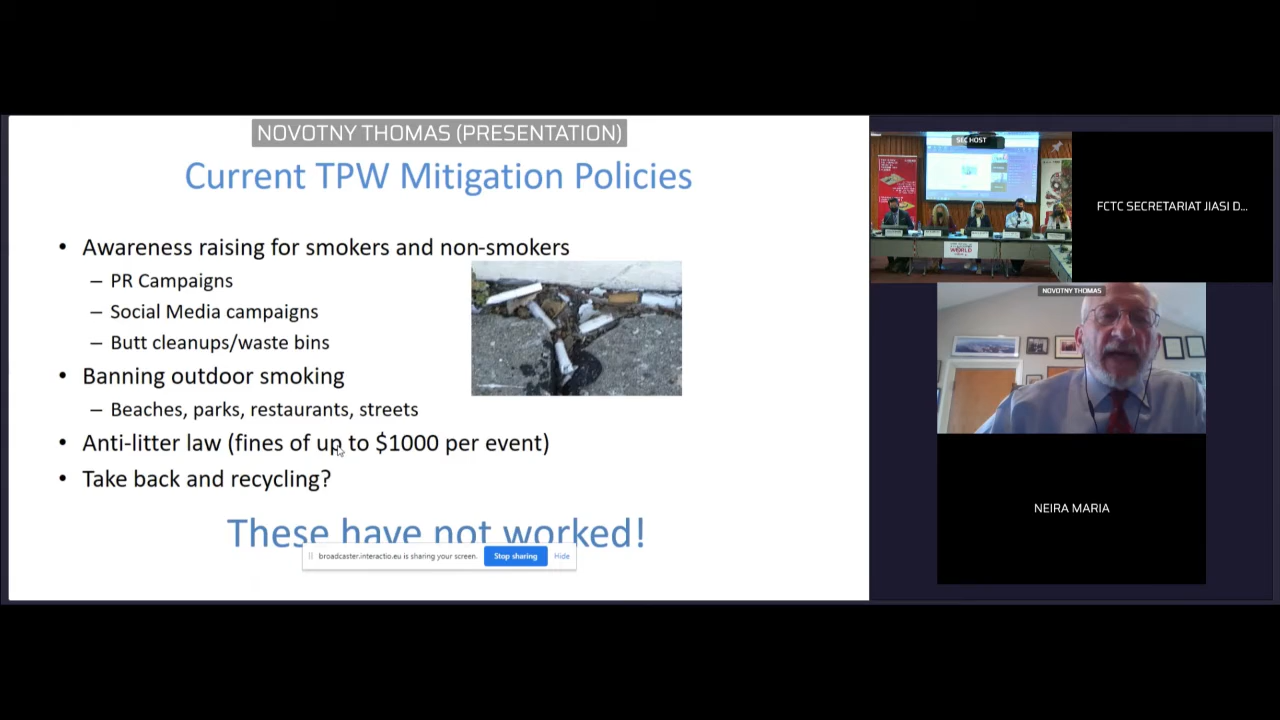 NOVOTNY THOMAS (PRESENTATION)
Current TPW Mitigation Policies
• Awareness raising for smokers and non-smokers
– PR Campaigns
– Social Media campaigns
– Butt cleanups/waste bins
• Banning outdoor smoking
– Beaches, parks, restaurants, streets
• Anti-litter law (fines of up to $1000 per event)
• Take back and recycling?
These have not worked!
broadcaster.interactio.eu is sharing your screen.
Stop sharing
Hide
HOST
FCTC SECRETARIAT JIASI D...
WORLD
NOVOTNY THOMAS
NEIRA MARIA